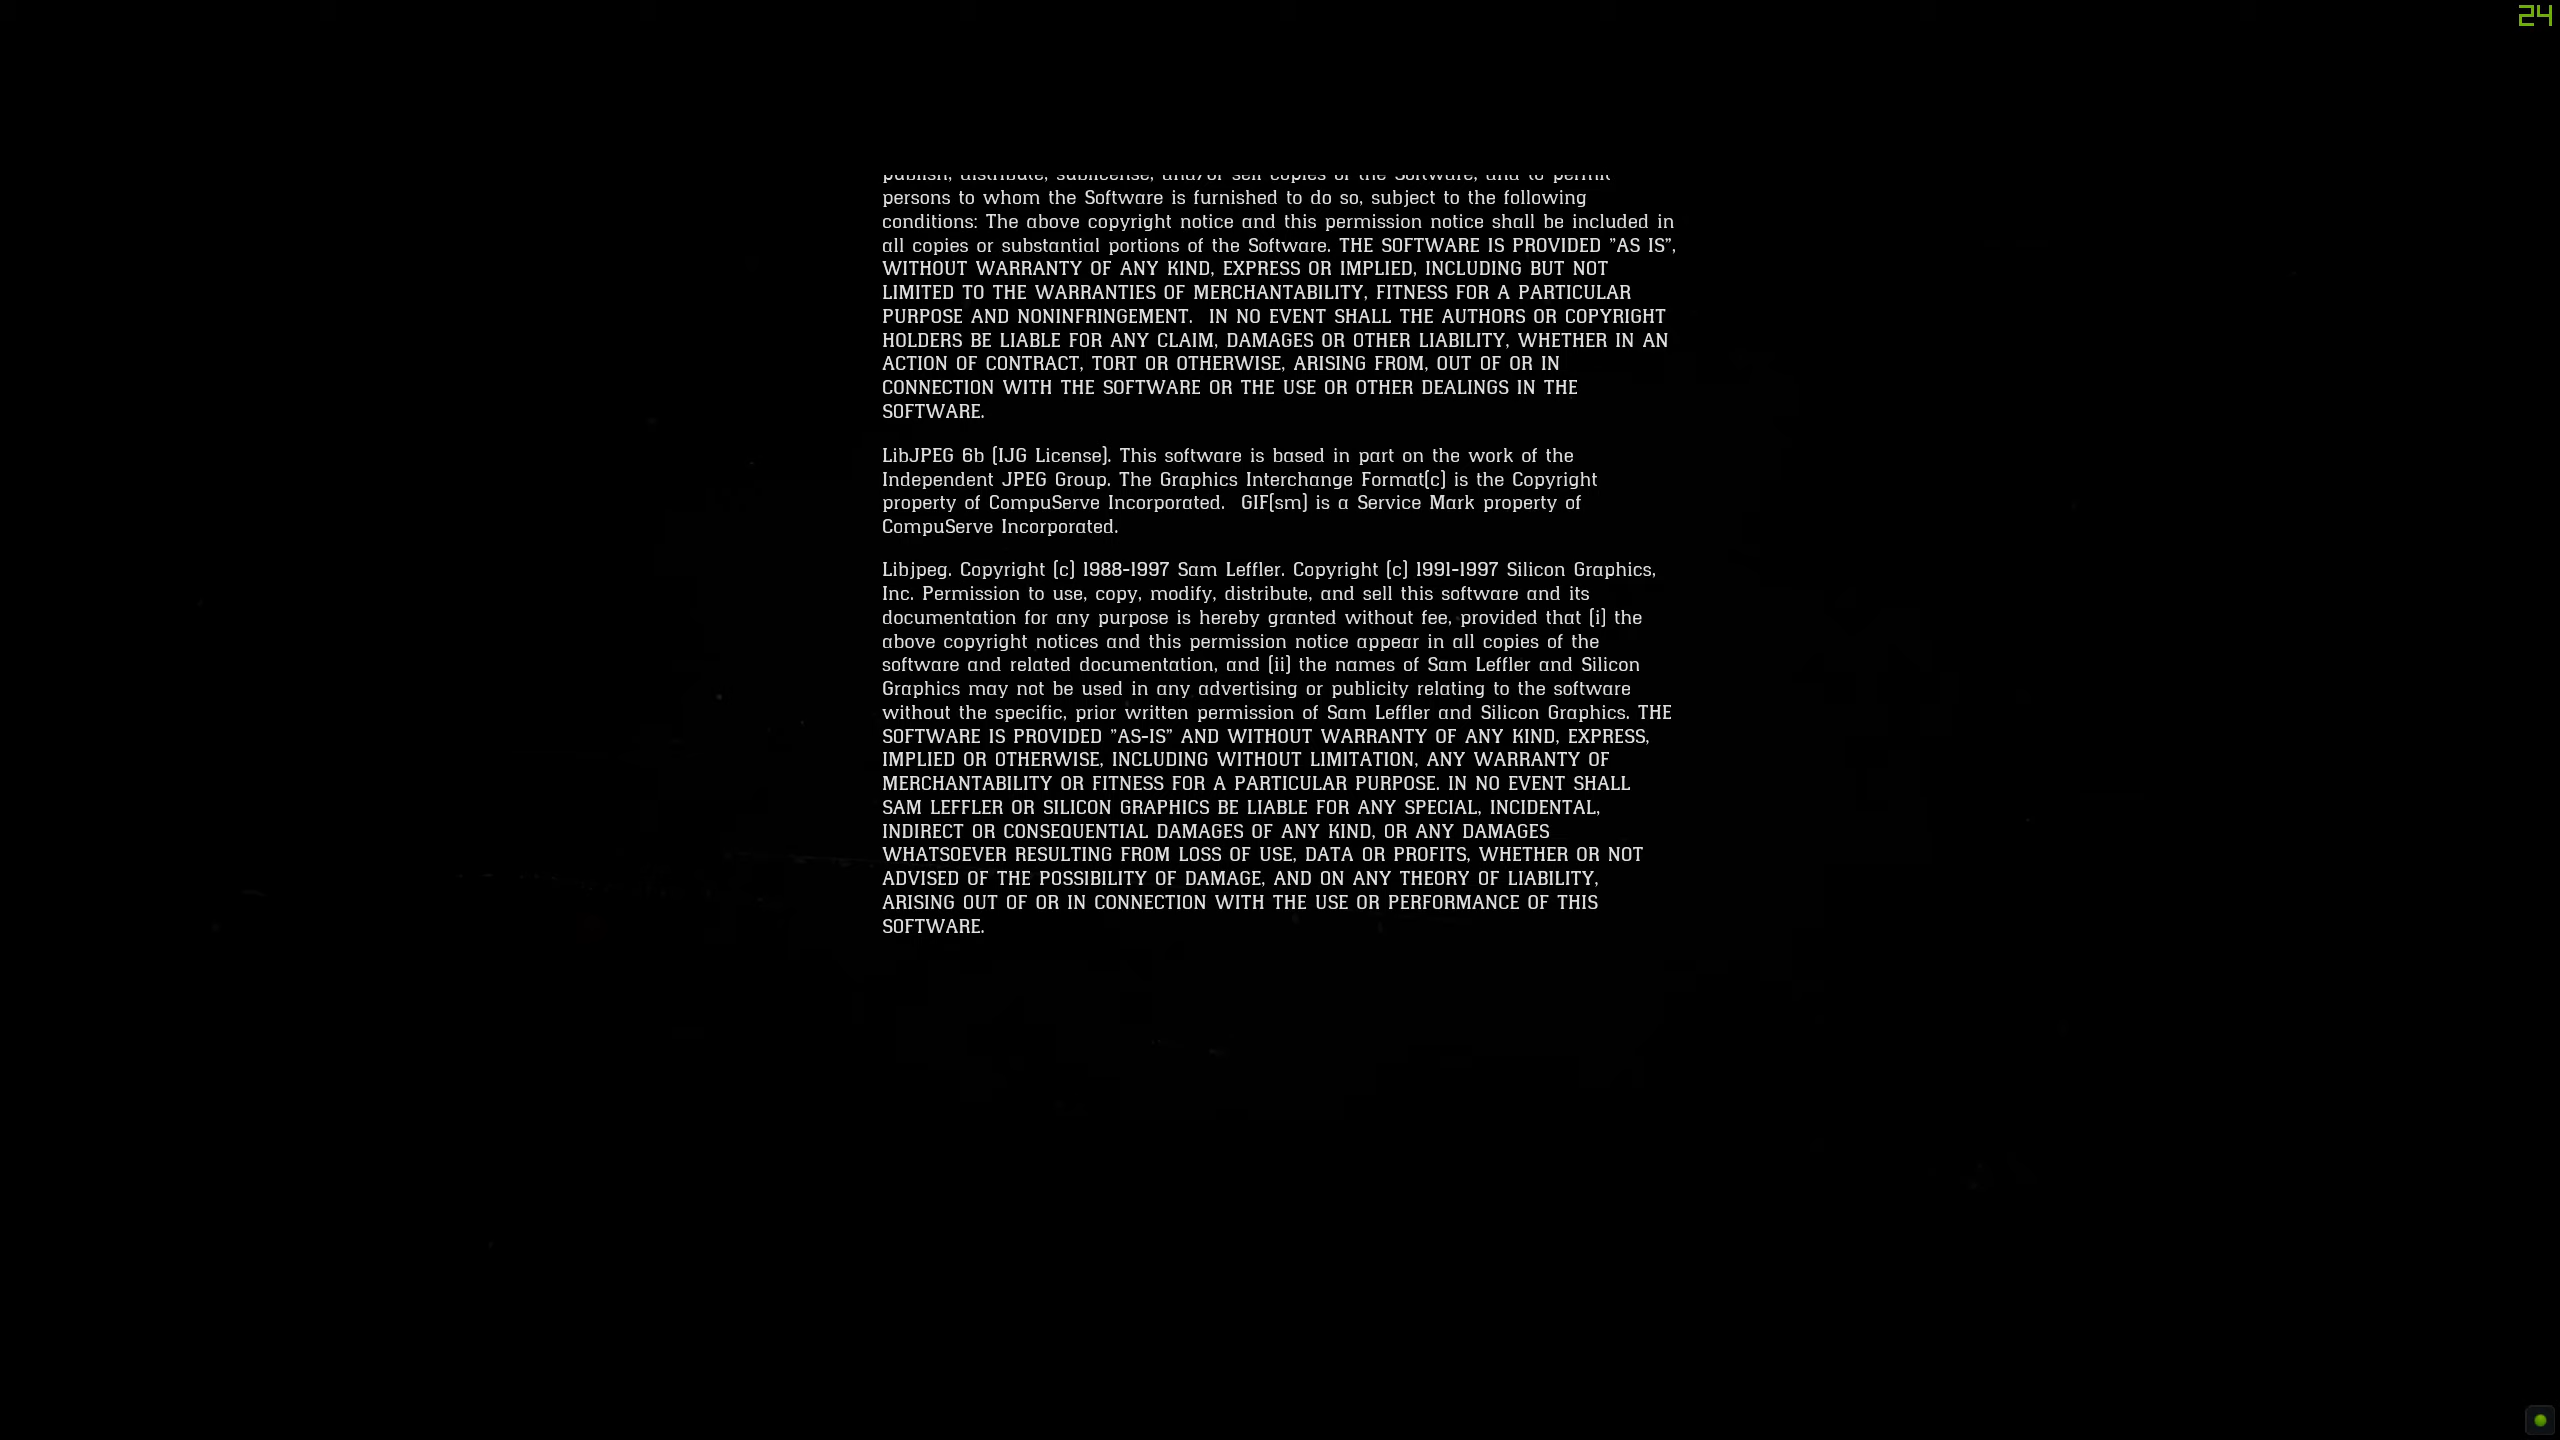 24
publish, distribute, sublicense, and/or sell copies of the Software, and to permit
persons to whom the Software is furnished to do so, subject to the following
conditions: The above copyright notice and this permission notice shall be included in
all copies or substantial portions of the Software. THE SOFTWARE IS PROVIDED ”AS IS”,
WITHOUT WARRANTY OF ANY KIND, EXPRESS OR IMPLIED, INCLUDING BUT NOT
LIMITED TO THE WARRANTIES OF MERCHANTABILITY, FITNESS FOR A PARTICULAR
PURPOSE AND NONINFRINGEMENT.  IN NO EVENT SHALL THE AUTHORS OR COPYRIGHT
HOLDERS BE LIABLE FOR ANY CLAIM, DAMAGES OR OTHER LIABILITY, WHETHER IN AN
ACTION OF CONTRACT, TORT OR OTHERWISE, ARISING FROM, OUT OF OR IN
CONNECTION WITH THE SOFTWARE OR THE USE OR OTHER DEALINGS IN THE
SOFTWARE.
LibJPEG 6b (IJG License). This software is based in part on the work of the
Independent JPEG Group. The Graphics Interchange Format(c) is the Copyright
property of CompuServe Incorporated.  GIF(sm) is a Service Mark property of
CompuServe Incorporated.
Libjpeg. Copyright (c) 1988-1997 Sam Leffler. Copyright (c) 1991-1997 Silicon Graphics,
Inc. Permission to use, copy, modify, distribute, and sell this software and its
documentation for any purpose is hereby granted without fee, provided that (i) the
above copyright notices and this permission notice appear in all copies of the
software and related documentation, and (ii) the names of Sam Leffler and Silicon
Graphics may not be used in any advertising or publicity relating to the software
without the specific, prior written permission of Sam Leffler and Silicon Graphics. THE
SOFTWARE IS PROVIDED ”AS-IS” AND WITHOUT WARRANTY OF ANY KIND, EXPRESS,
IMPLIED OR OTHERWISE, INCLUDING WITHOUT LIMITATION, ANY WARRANTY OF
MERCHANTABILITY OR FITNESS FOR A PARTICULAR PURPOSE. IN NO EVENT SHALL
SAM LEFFLER OR SILICON GRAPHICS BE LIABLE FOR ANY SPECIAL, INCIDENTAL,
INDIRECT OR CONSEQUENTIAL DAMAGES OF ANY KIND, OR ANY DAMAGES
WHATSOEVER RESULTING FROM LOSS OF USE, DATA OR PROFITS, WHETHER OR NOT
ADVISED OF THE POSSIBILITY OF DAMAGE, AND ON ANY THEORY OF LIABILITY,
ARISING OUT OF OR IN CONNECTION WITH THE USE OR PERFORMANCE OF THIS
SOFTWARE.